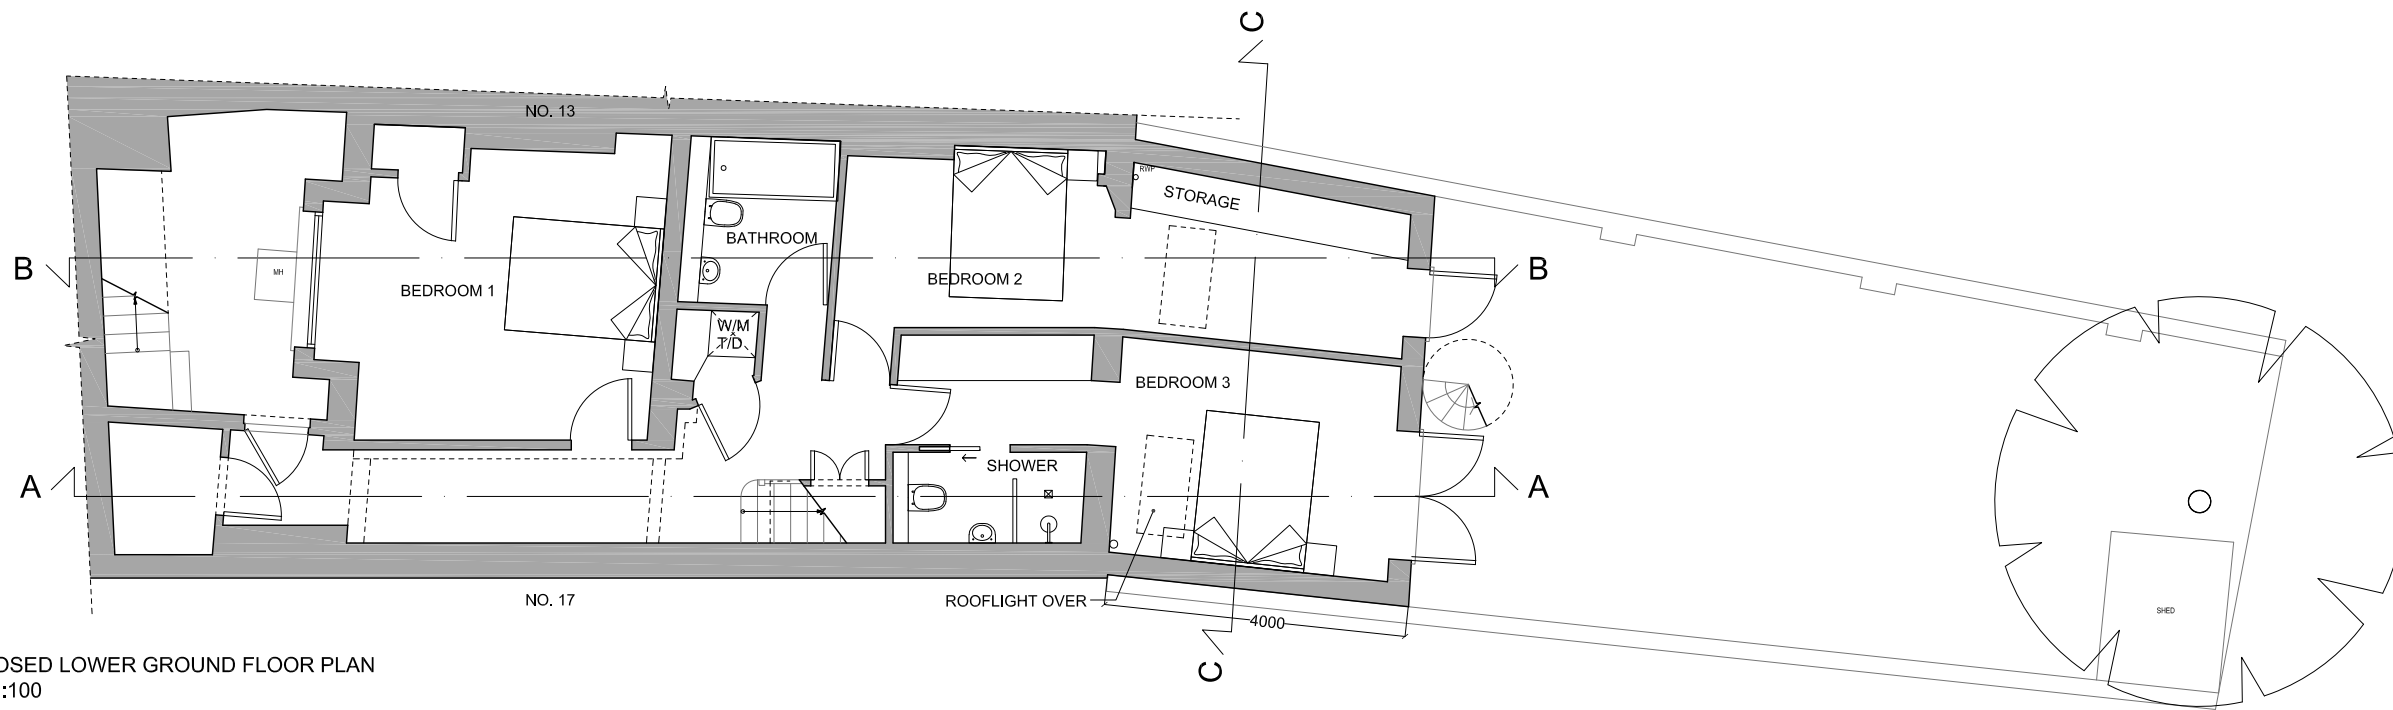 C
NO. 13
RWP
STORAGE
BATHROOM
B
MH
BEDROOM 1
BEDROOM 2
B
W/M
T/D
BEDROOM 3
A
SHOWER
A
NO. 17
ROOFLIGHT OVER
4000
SHED
C
OSED LOWER GROUND FLOOR PLAN
:100